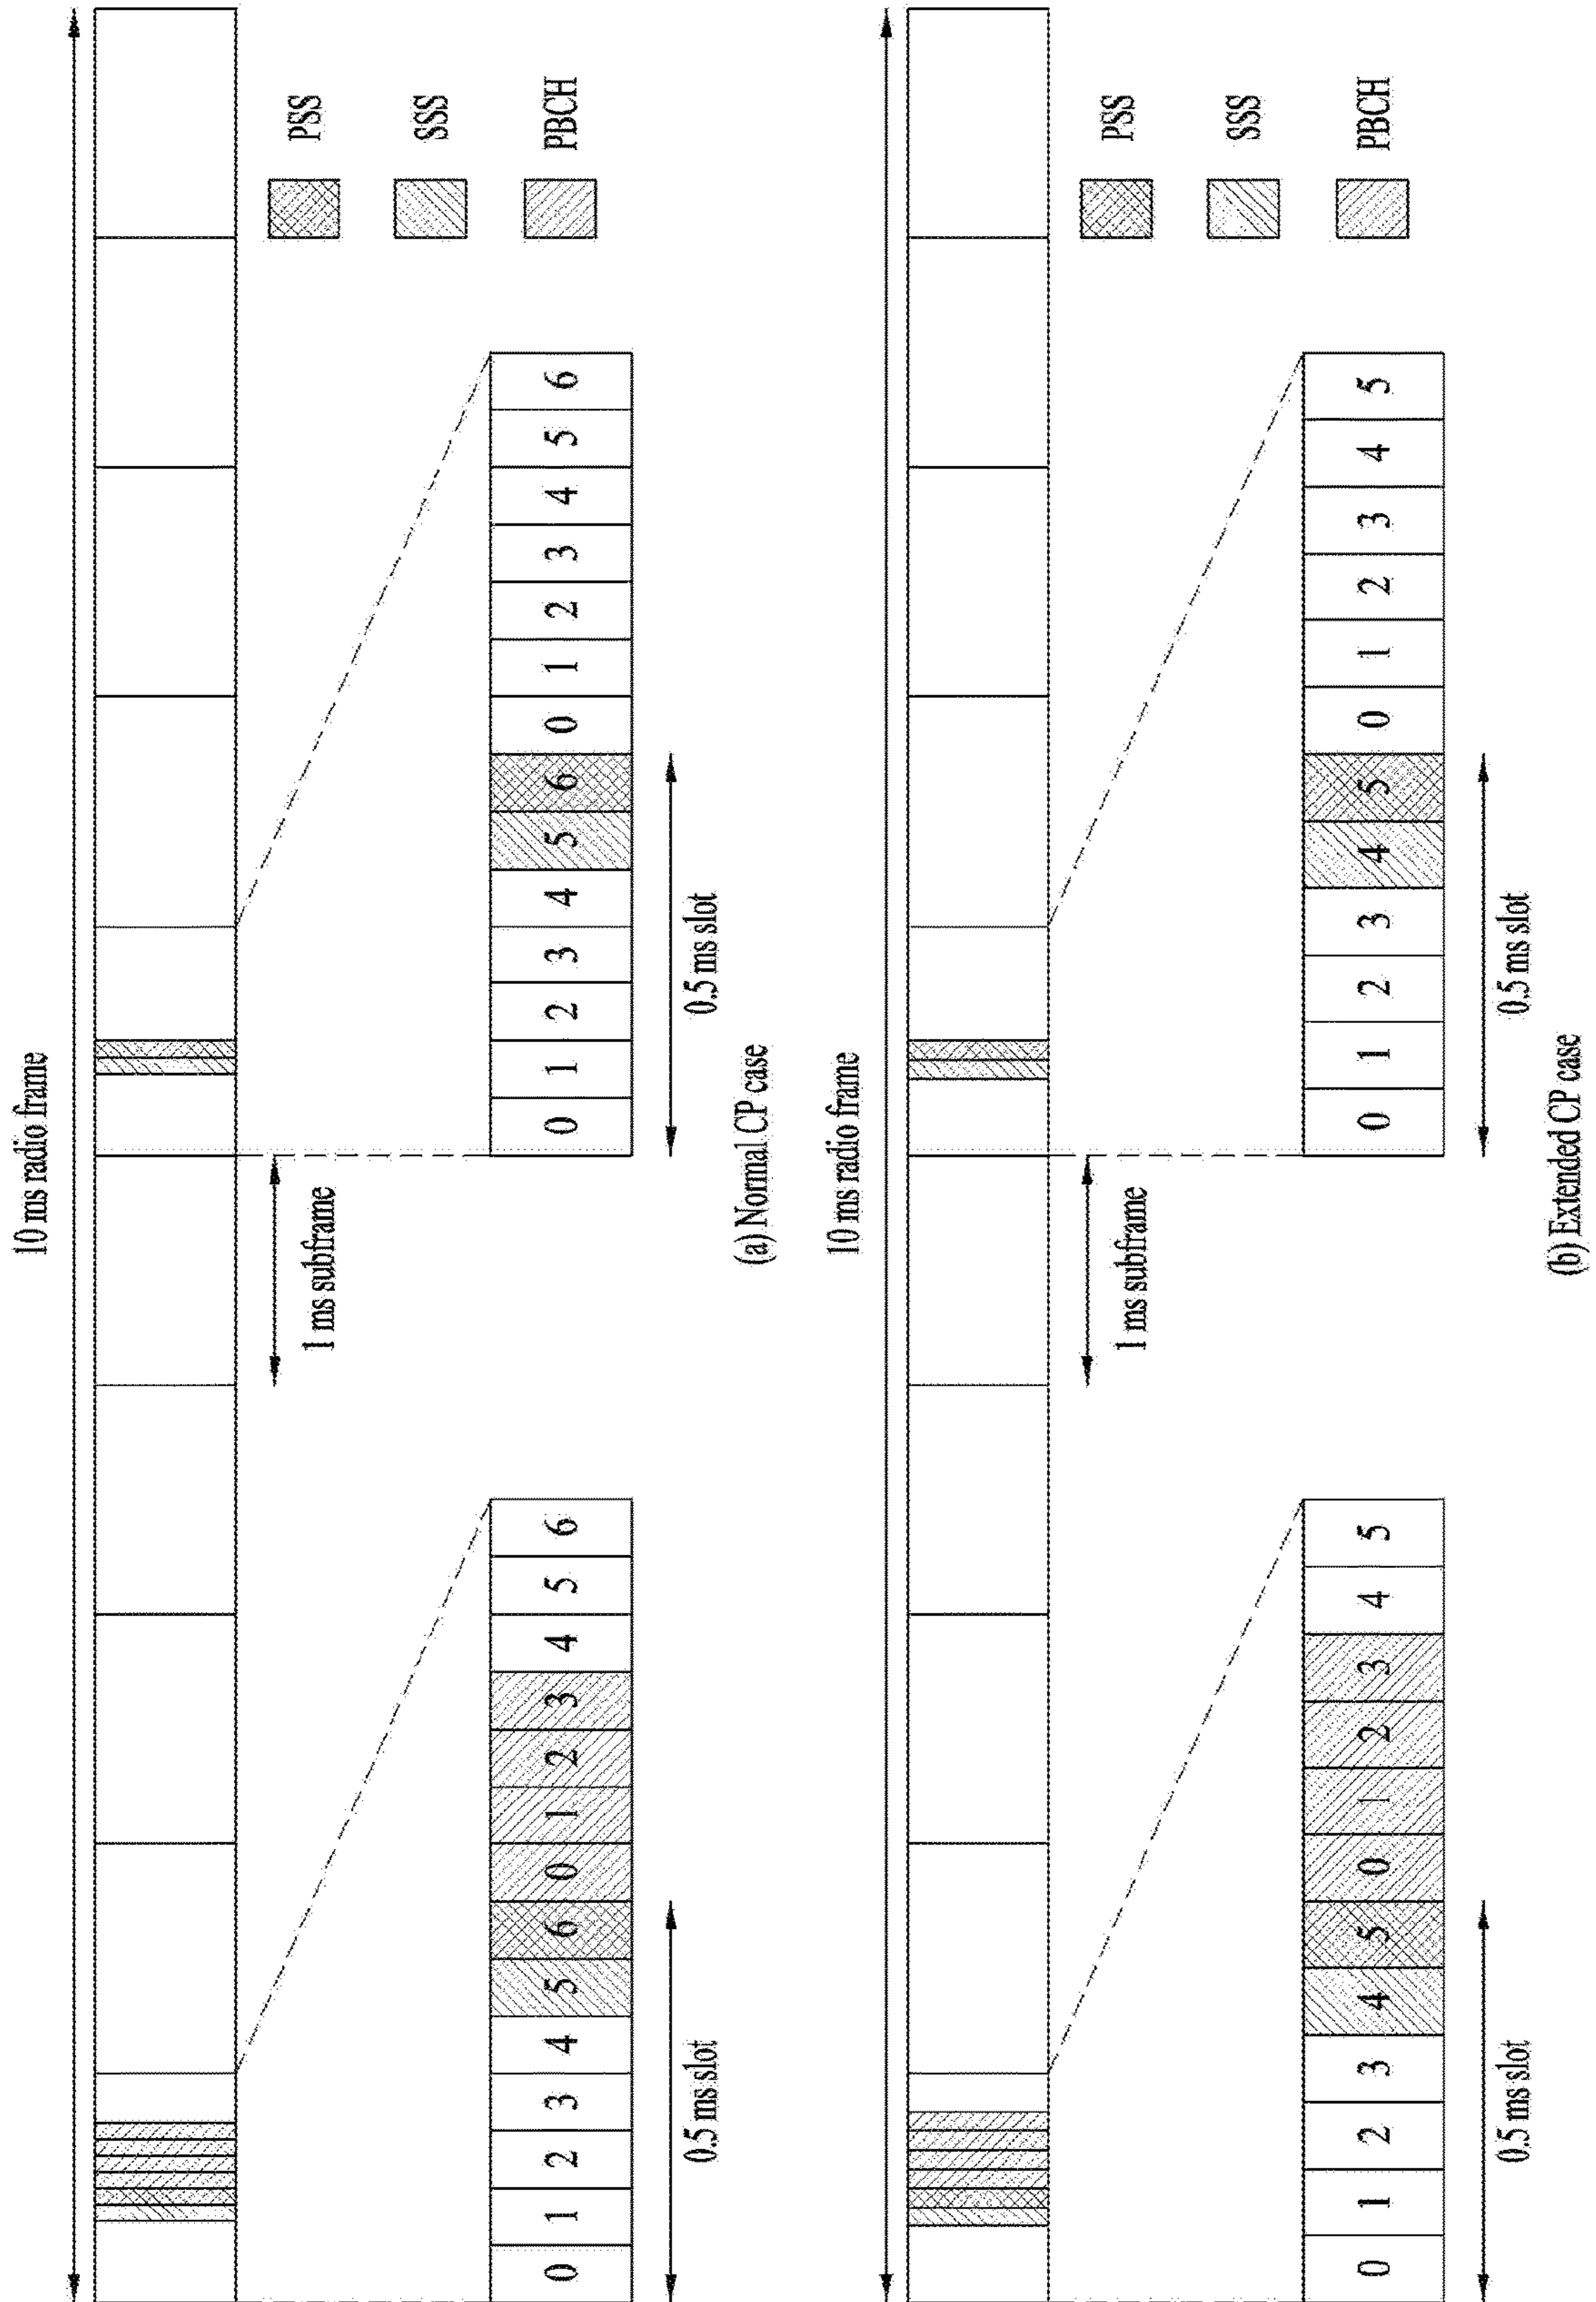 10 ms radio frame
PSS
SSS
PBCH
1 ms subframe
0 1 2 3 4 5 6 0 1 2 3 4 5 6
0 1 2 3 4 5 6 0 1 2 3 4 5 6
0.5 ms slot
0.5 ms slot
(a) Normal CP case
10 ms radio frame
PSS
SSS
PBCH
1 ms subframe
0 1 2 3 4 5 0 1 2 3 4 5
0 1 2 3 4 5 0 1 2 3 4 5
0.5 ms slot
0.5 ms slot
(b) Extended CP case